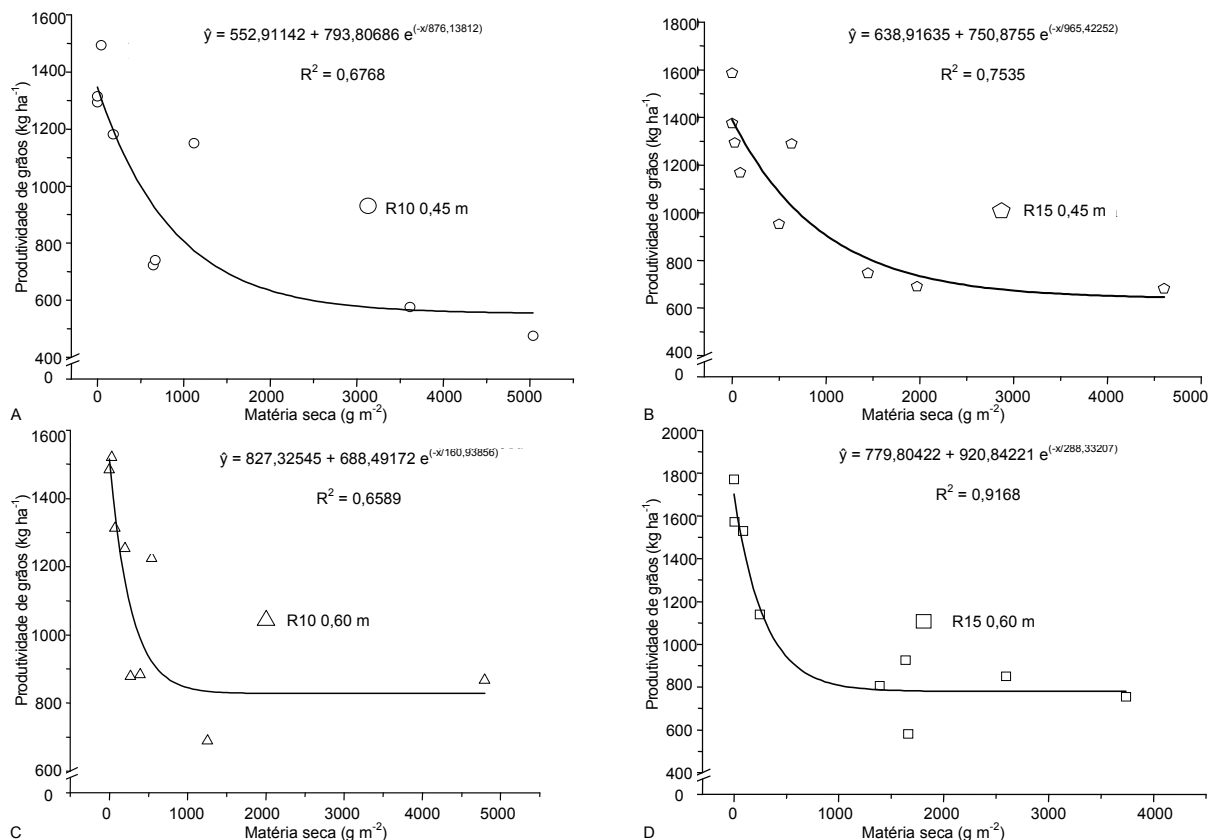 ŷ = 552,91142 + 793,80686 e^(-x/876,13812)
R² = 0,6768
Produtividade de grãos (kg ha⁻¹)
1600
1400
1200
1000
800
600
400
0
R10 0,45 m
0 1000 2000 3000 4000 5000
A
Matéria seca (g m⁻²)
ŷ = 638,91635 + 750,8755 e^(-x/965,42252)
R² = 0,7535
Produtividade de grãos (kg ha⁻¹)
1800
1600
1400
1200
1000
800
600
400
0
R15 0,45 m
0 1000 2000 3000 4000 5000
B
Matéria seca (g m⁻²)
ŷ = 827,32545 + 688,49172 e^(-x/160,93856)
R² = 0,6589
Produtividade de grãos (kg ha⁻¹)
1600
1400
1200
1000
800
600
0
R10 0,60 m
0 1000 2000 3000 4000 5000
C
Matéria seca (g m⁻²)
ŷ = 779,80422 + 920,84221 e^(-x/288,33207)
R² = 0,9168
Produtividade de grãos (kg ha⁻¹)
2000
1800
1600
1400
1200
1000
800
600
400
0
R15 0,60 m
0 1000 2000 3000 4000
D
Matéria seca (g m⁻²)